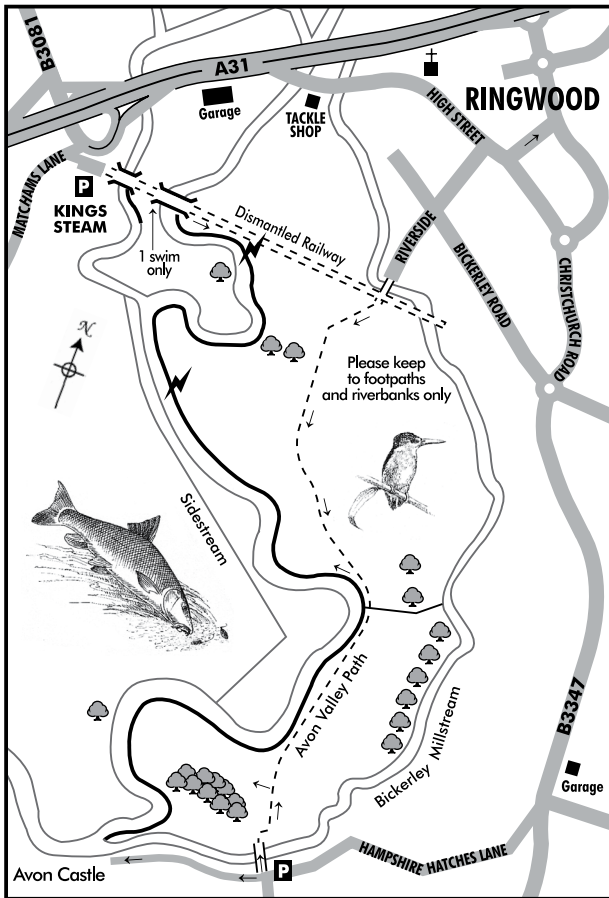 B3081
A31
RINGWOOD
Garage
TACKLE
SHOP
HIGH STREET
MATCHAMS LANE
P
KINGS
STEAM
1 swim
only
Dismantled Railway
RIVERSIDE
BICKERLEY ROAD
CHRISTCHURCH ROAD
N
Please keep
to footpaths
and riverbanks only
Sidestream
Avon Valley Path
Bickerley Millstream
B3347
Garage
HAMPSHIRE HATCHES LANE
P
Avon Castle